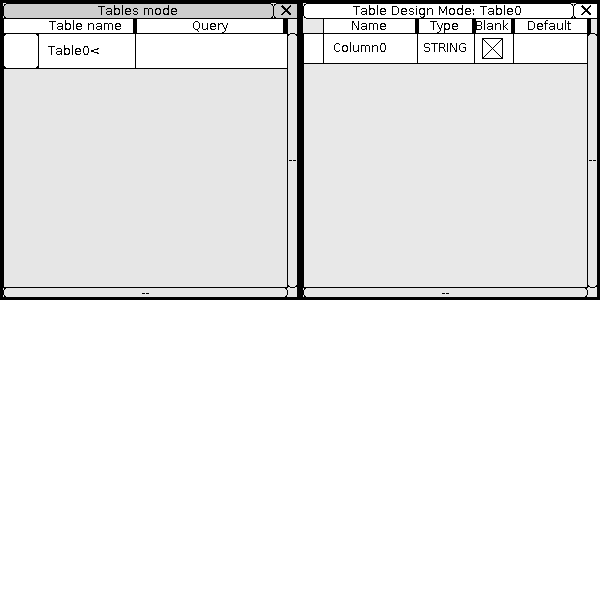 Tables mode
Table name Query
Table0<
--
--
Table Design Mode: Table0
Name Type Blank Default
Column0 STRING
--
--